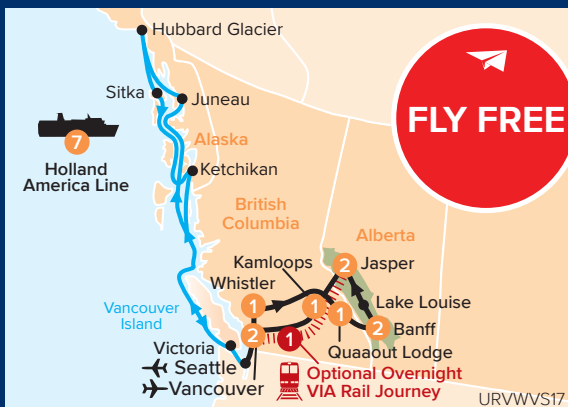 Hubbard Glacier
Sitka
Juneau
FLY FREE
7
Alaska
Holland
America Line
Ketchikan
British
Columbia
Alberta
Kamloops
2
Jasper
Whistler
1
1
Lake Louise
Vancouver
Island
2
1
1
2
Banff
Victoria
Quaaout Lodge
Seattle
Optional Overnight
VIA Rail Journey
Vancouver
URVWVS17